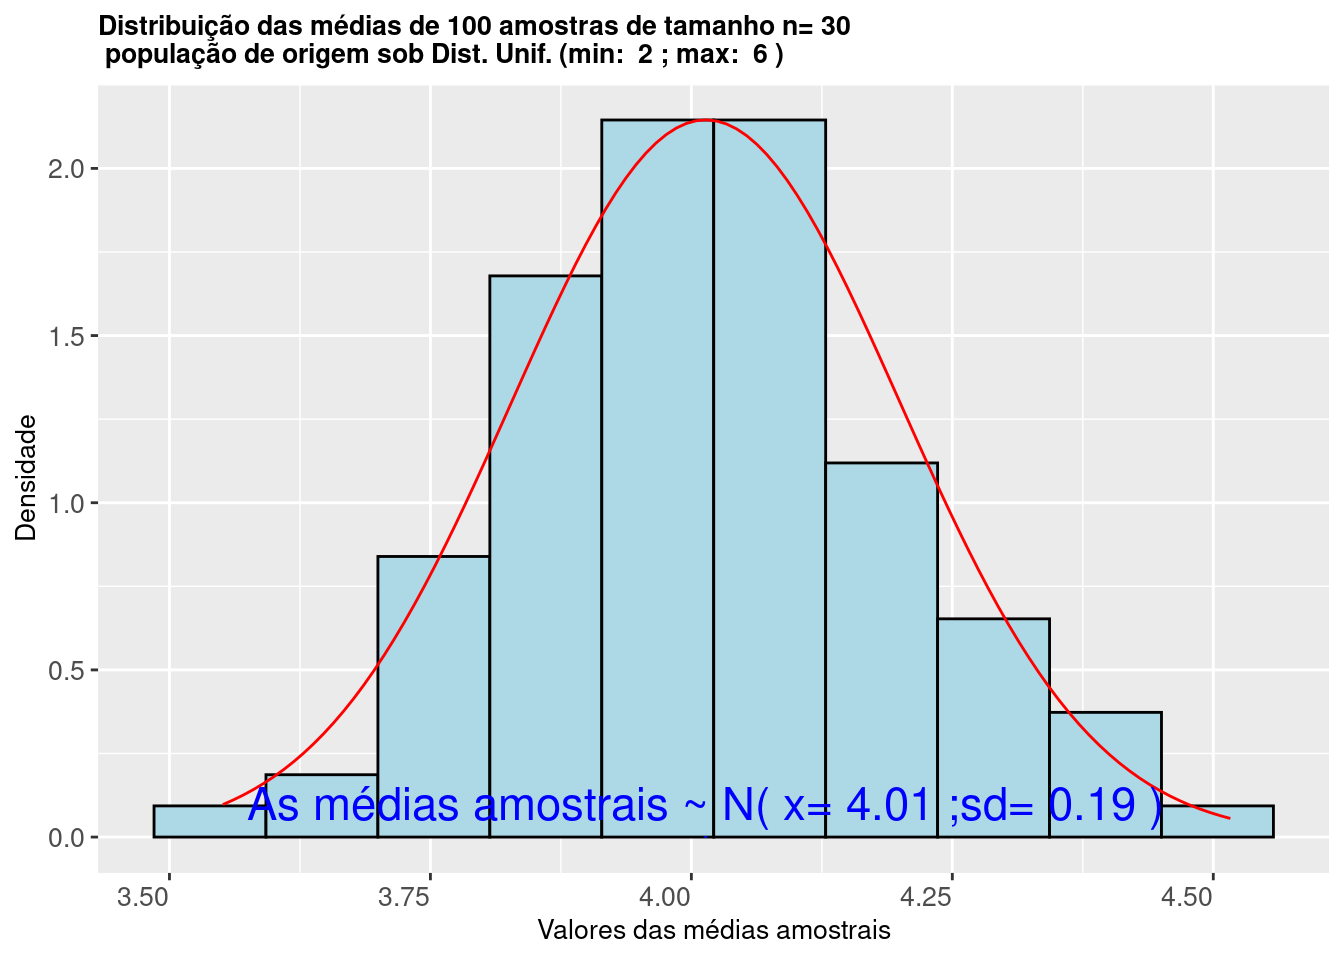 Distribuição das médias de 100 amostras de tamanho n= 30
população de origem sob Dist. Unif. (min:  2 ; max:  6 )
2.0
1.5
1.0
0.5
0.0
Densidade
As médias amostrais ~ N( x= 4.01 ;sd= 0.19 )
3.50 3.75 4.00 4.25 4.50
Valores das médias amostrais